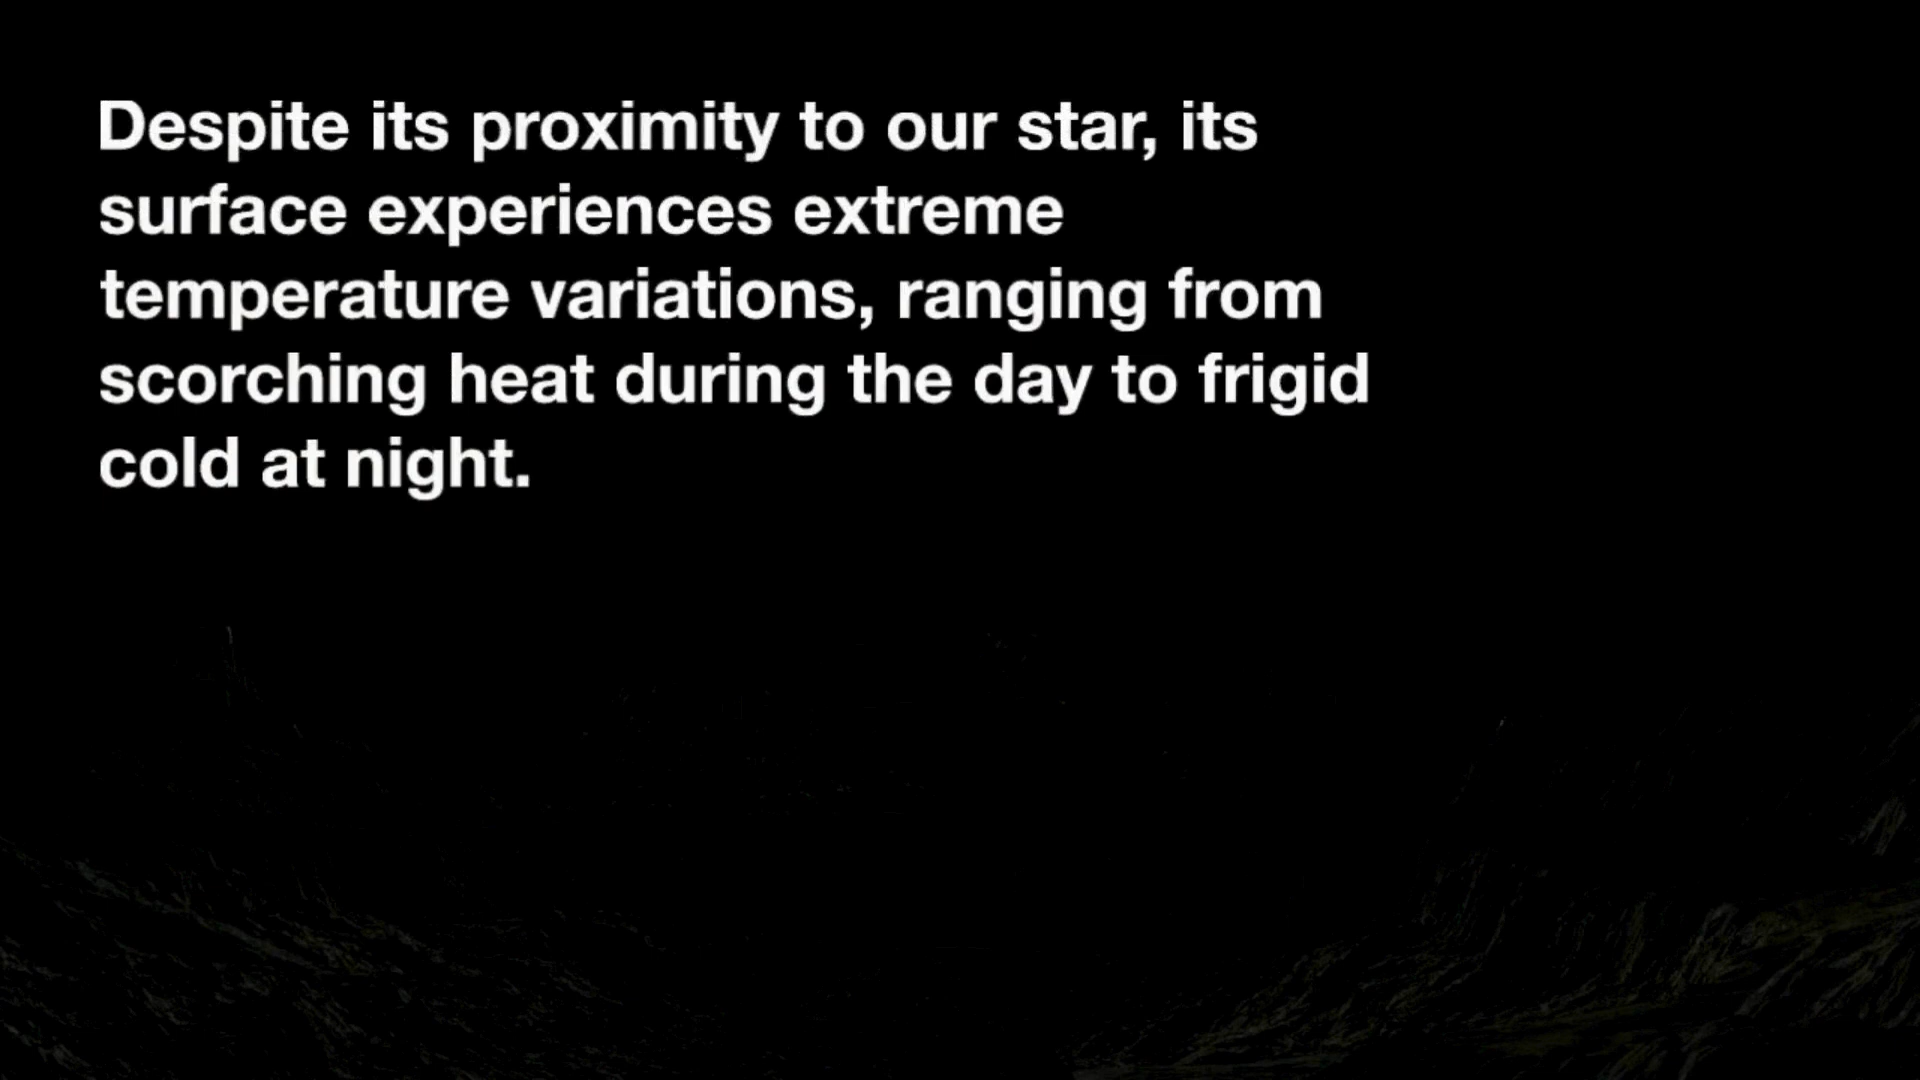 Despite its proximity to our star, its
surface experiences extreme
temperature variations, ranging from
scorching heat during the day to frigid
cold at night.